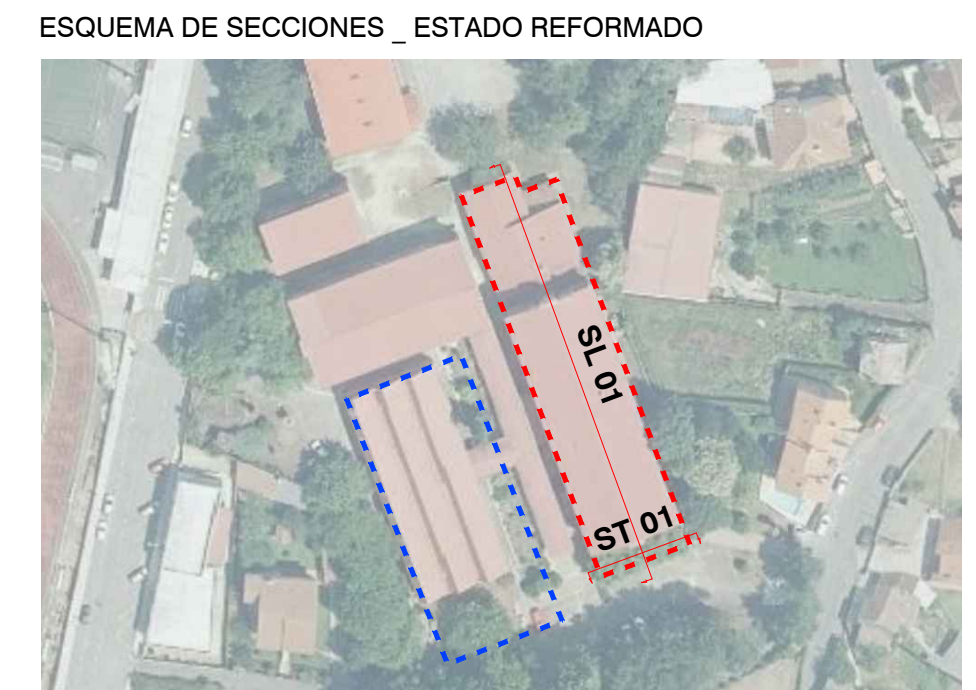 ESQUEMA DE SECCIONES _ ESTADO REFORMADO
SL 01
ST 01